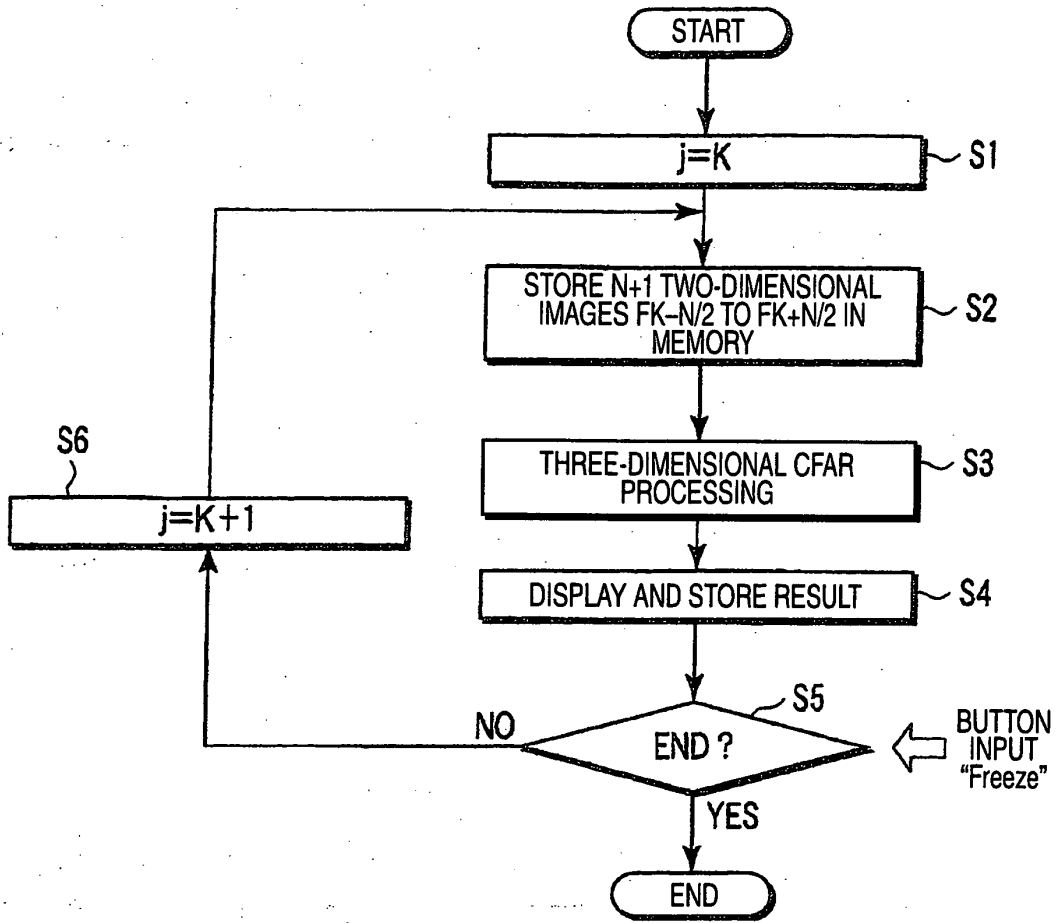 START
j=K
S1
STORE N+1 TWO-DIMENSIONAL
IMAGES FK–N/2 TO FK+N/2 IN
MEMORY
S2
THREE-DIMENSIONAL CFAR
PROCESSING
S3
S6
j=K+1
DISPLAY AND STORE RESULT
S4
S5
NO
END ?
BUTTON
INPUT
“Freeze”
YES
END